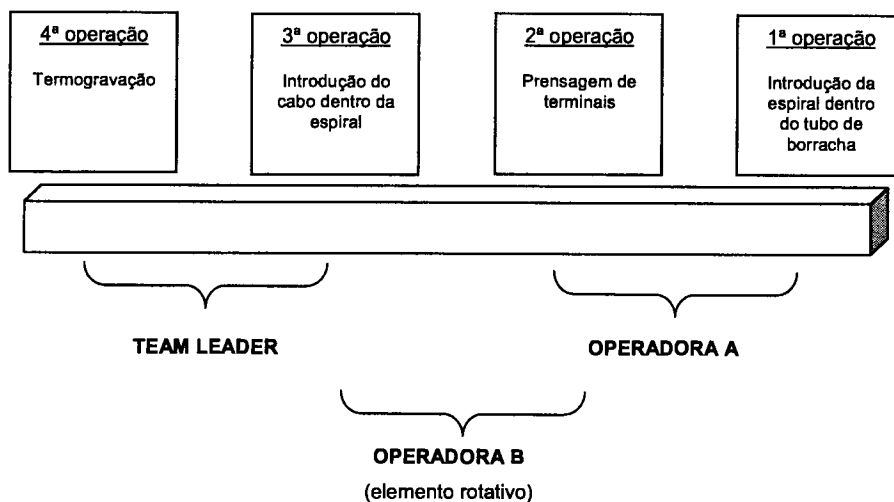 4ª operação
Termogravação
3ª operação
Introdução do
cabo dentro da
espiral
2ª operação
Prensagem de
terminais
1ª operação
Introdução da
espiral dentro
do tubo de
borracha
TEAM LEADER
OPERADORA A
OPERADORA B
(elemento rotativo)